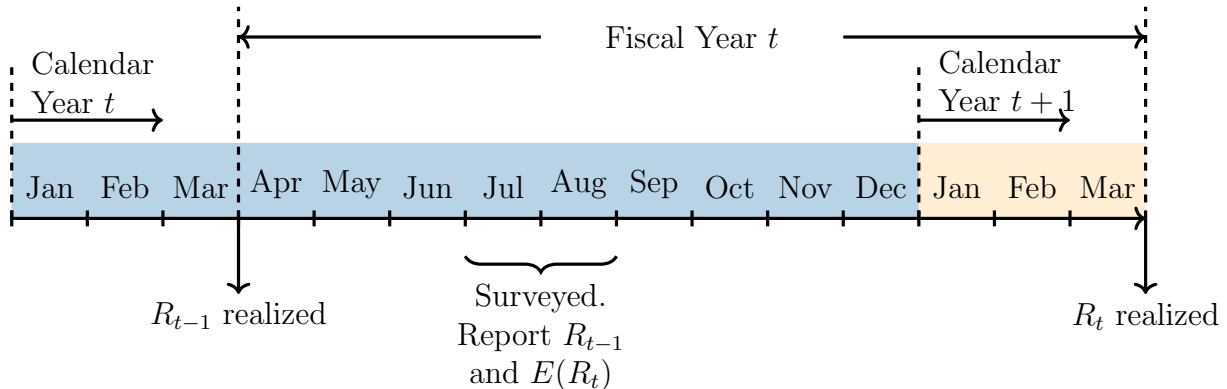 Fiscal Year t
Calendar
Year t
Calendar
Year t + 1
Jan Feb Mar Apr May Jun Jul Aug Sep Oct Nov Dec Jan Feb Mar
R_{t−1} realized
Surveyed.
Report R_{t−1}
and E(R_t)
R_t realized